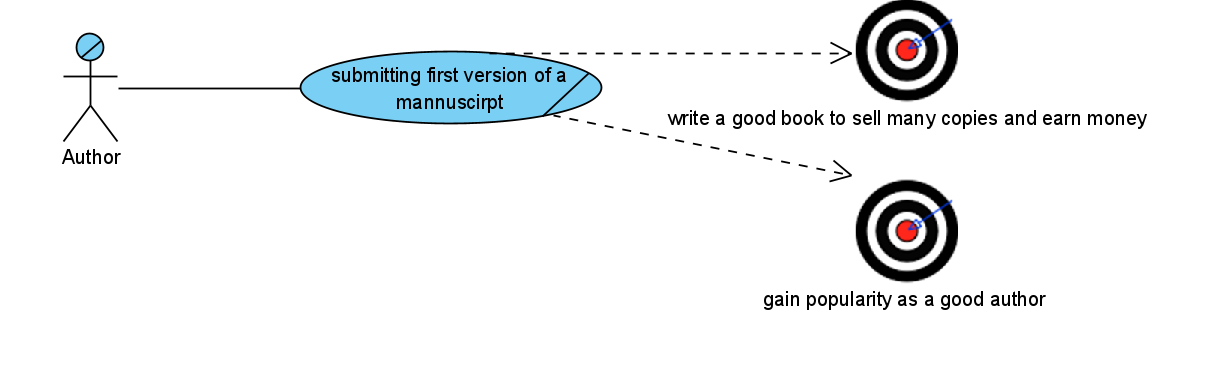 submitting first version of a
mannuscirpt
write a good book to sell many copies and earn money
Author
gain popularity as a good author